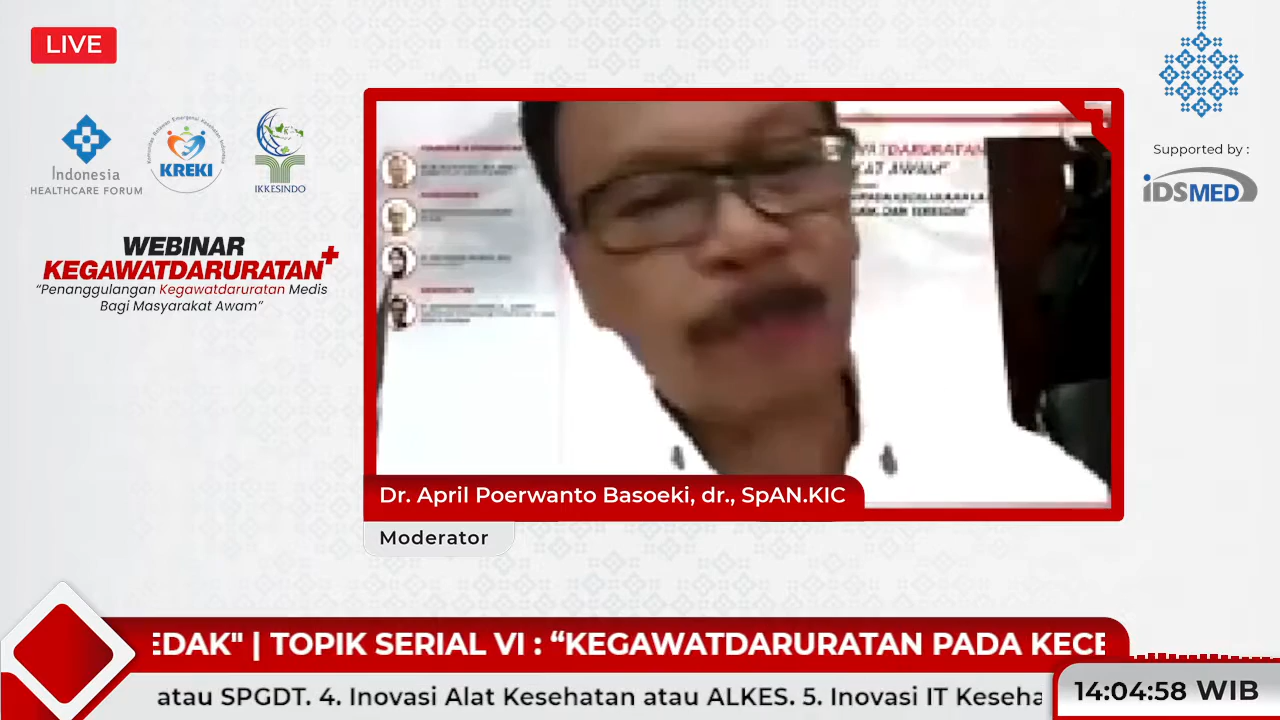 LIVE
Indonesia
HEALTHCARE FORUM
KREKI
IKKESINDO
WEBINAR
KEGAWATDARURATAN
“Penanggulangan Kegawatdaruratan Medis
Bagi Masyarakat Awam”
Supported by :
iDSMED
Dr. April Poerwanto Basoeki, dr., SpAN.KIC
Moderator
EDAK" | TOPIK SERIAL VI : “KEGAWATDARURATAN PADA KECE
atau SPGDT. 4. Inovasi Alat Kesehatan atau ALKES. 5. Inovasi IT Keseha
14:04:58 WIB